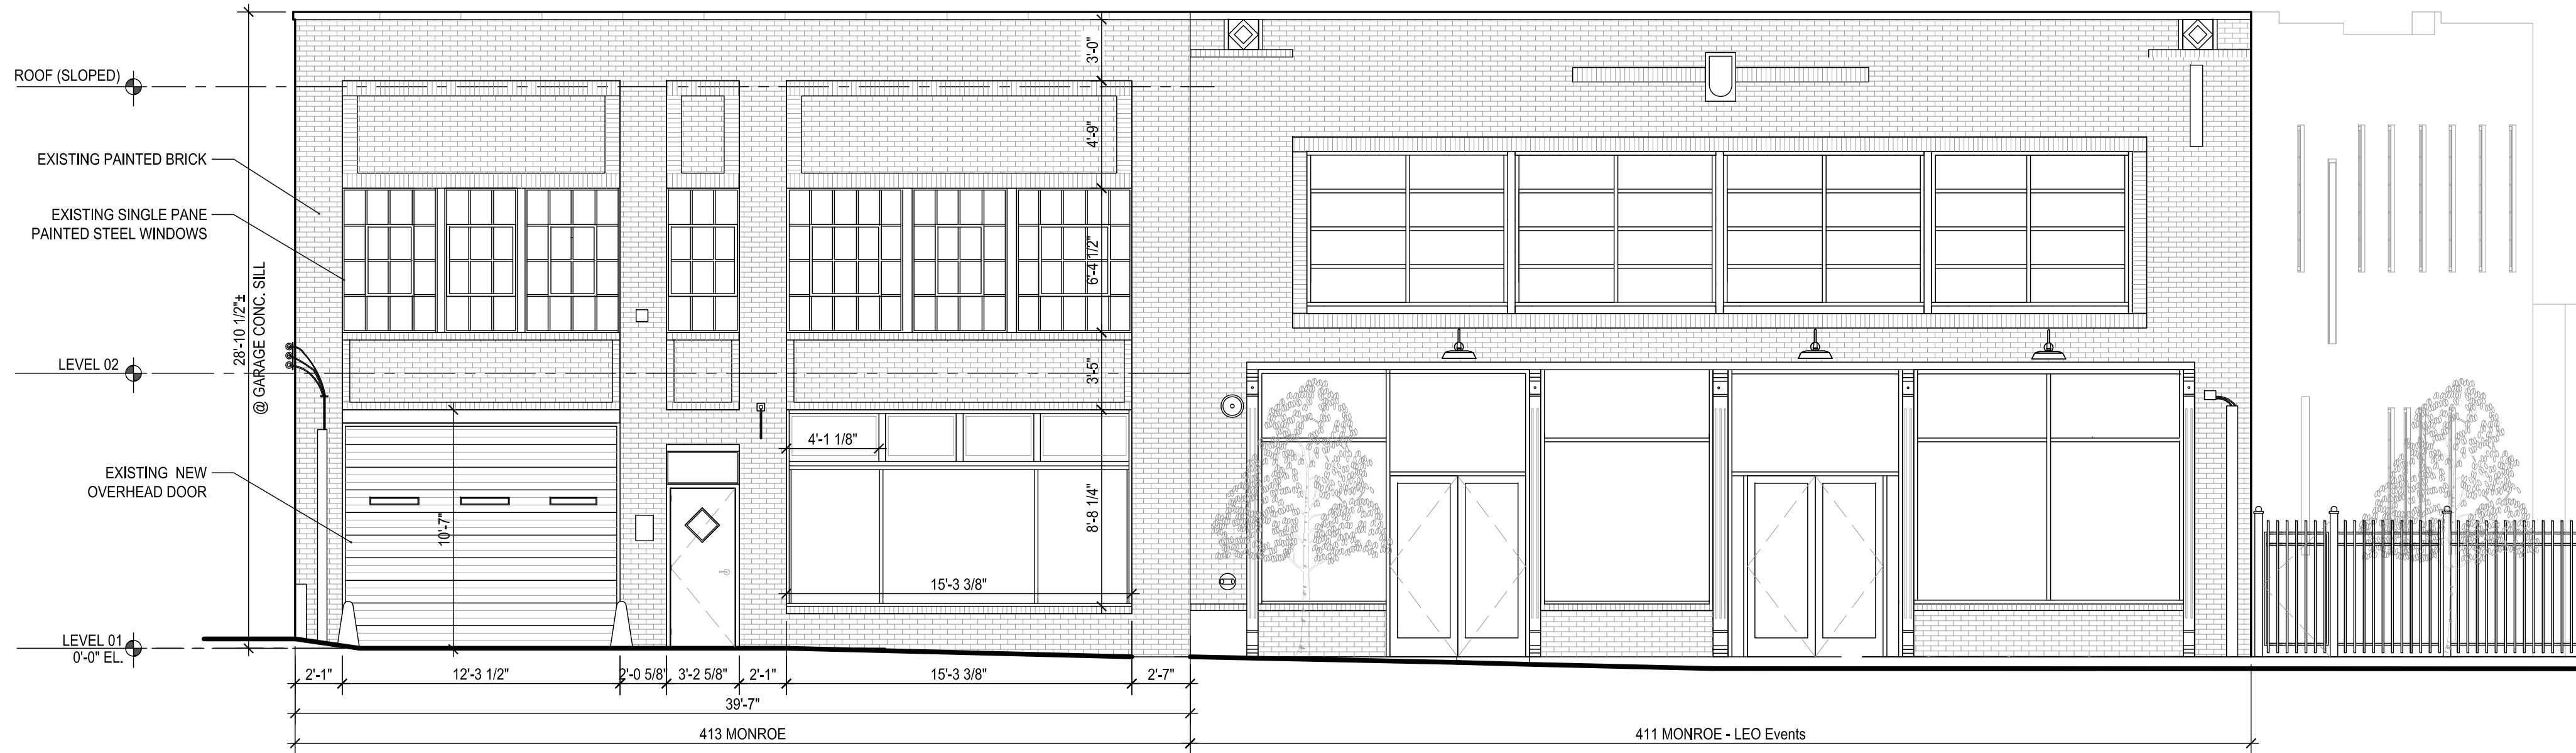 ROOF (SLOPED)
EXISTING PAINTED BRICK
EXISTING SINGLE PANE
PAINTED STEEL WINDOWS
28'-10 1/2"±
@ GARAGE CONC. SILL
LEVEL 02
EXISTING  NEW
OVERHEAD DOOR
LEVEL 01
0'-0" EL.
3'-0"
4'-9"
6'-4 1/2"
3'-5"
4'-1 1/8"
8'-8 1/4"
10'-7"
15'-3 3/8"
2'-1"
12'-3 1/2"
2'-0 5/8"
3'-2 5/8"
2'-1"
15'-3 3/8"
2'-7"
39'-7"
413 MONROE
411 MONROE - LEO Events